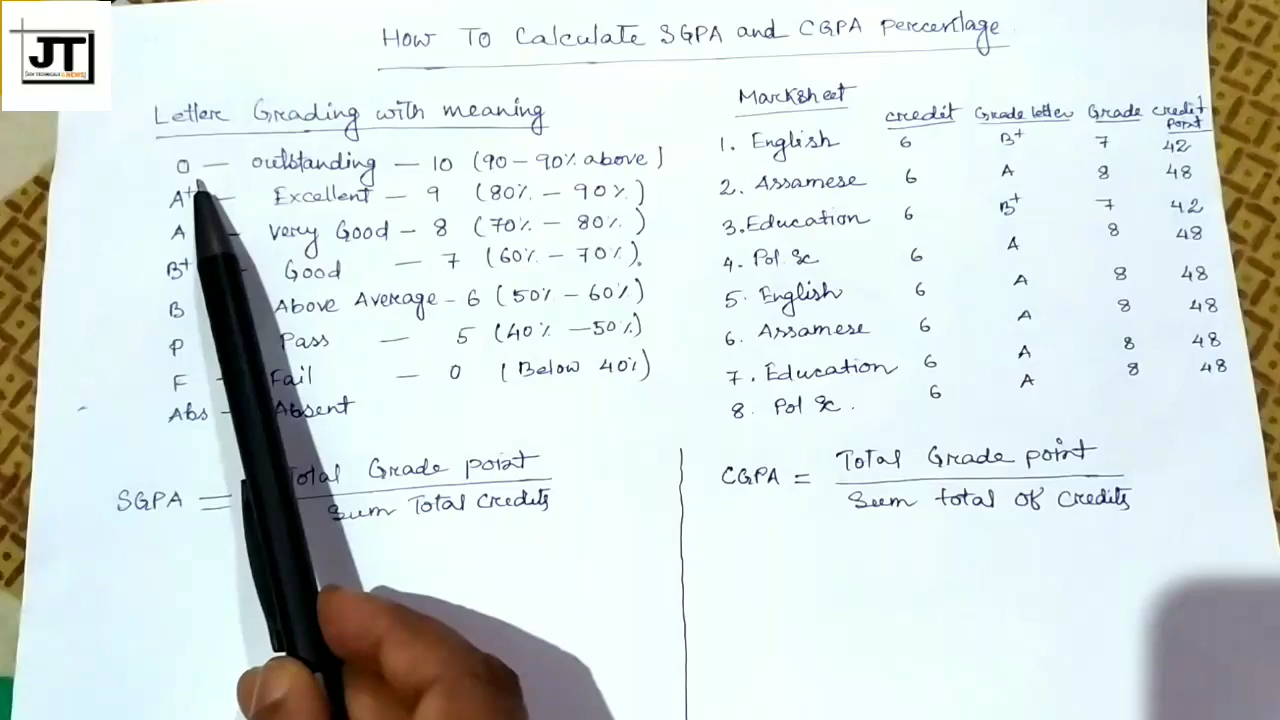 JT
How To Calculate SGPA and CGPA percentage
Letter Grading with meaning
O — outstanding — 10 (90 – 90% above)
A+ — Excellent — 9 (80% – 90%)
A – very Good – 8 (70% – 80%)
B+ – Good — 7 (60% – 70%).
B Above Average – 6 (50% – 60%)
P Pass — 5 (40% – 50%)
F – Fail — 0 (Below 40%)
Abs – Absent
SGPA = Total Grade point
Sum Total Credits
Marksheet credit Grade letter Grade credit point
1. English 6 B+ 7 42
2. Assamese 6 A 8 48
3. Education 6 B+ 7 42
4. Pol. Sc 6 A 8 48
5. English 6 A 8 48
6. Assamese 6 A 8 48
7. Education 6 A 8 48
8. Pol Sc. 6 A 8 48
CGPA = Total Grade point
Sum total of credits